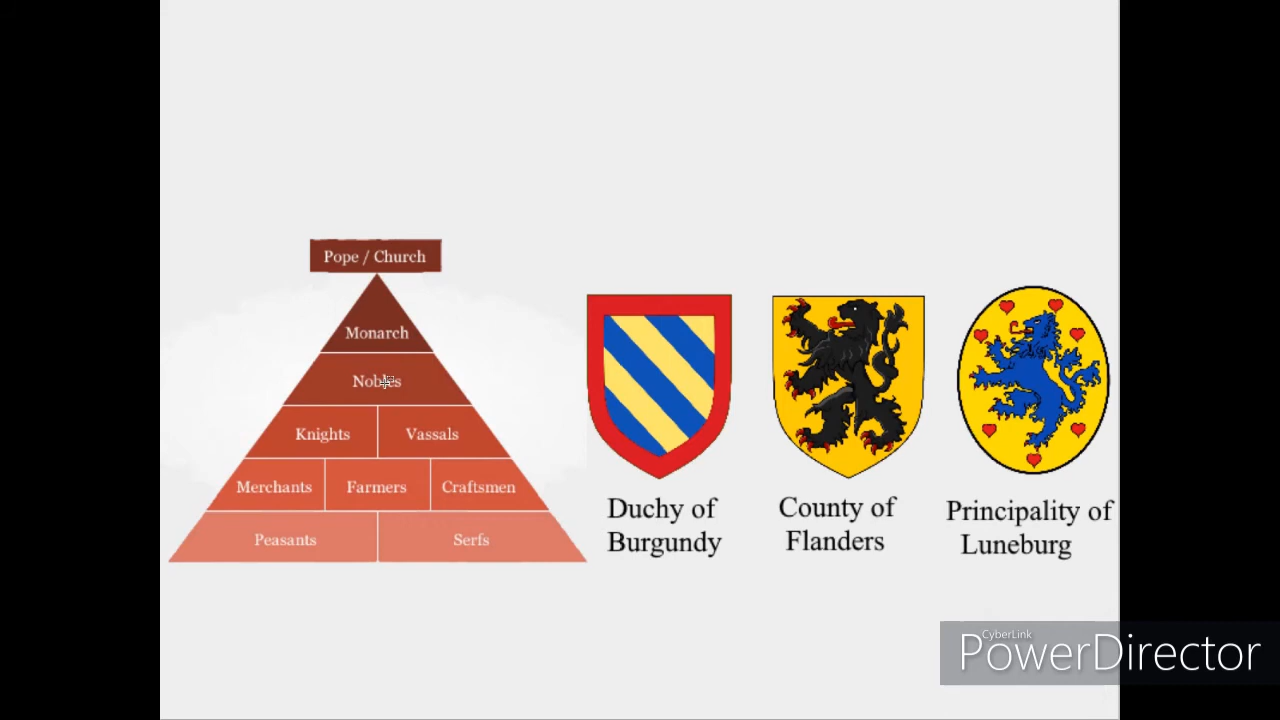 Pope / Church
Monarch
Nobles
Knights Vassals
Merchants Farmers Craftsmen
Peasants Serfs
Duchy of
Burgundy
County of
Flanders
Principality of
Luneburg
CyberLink
PowerDirector